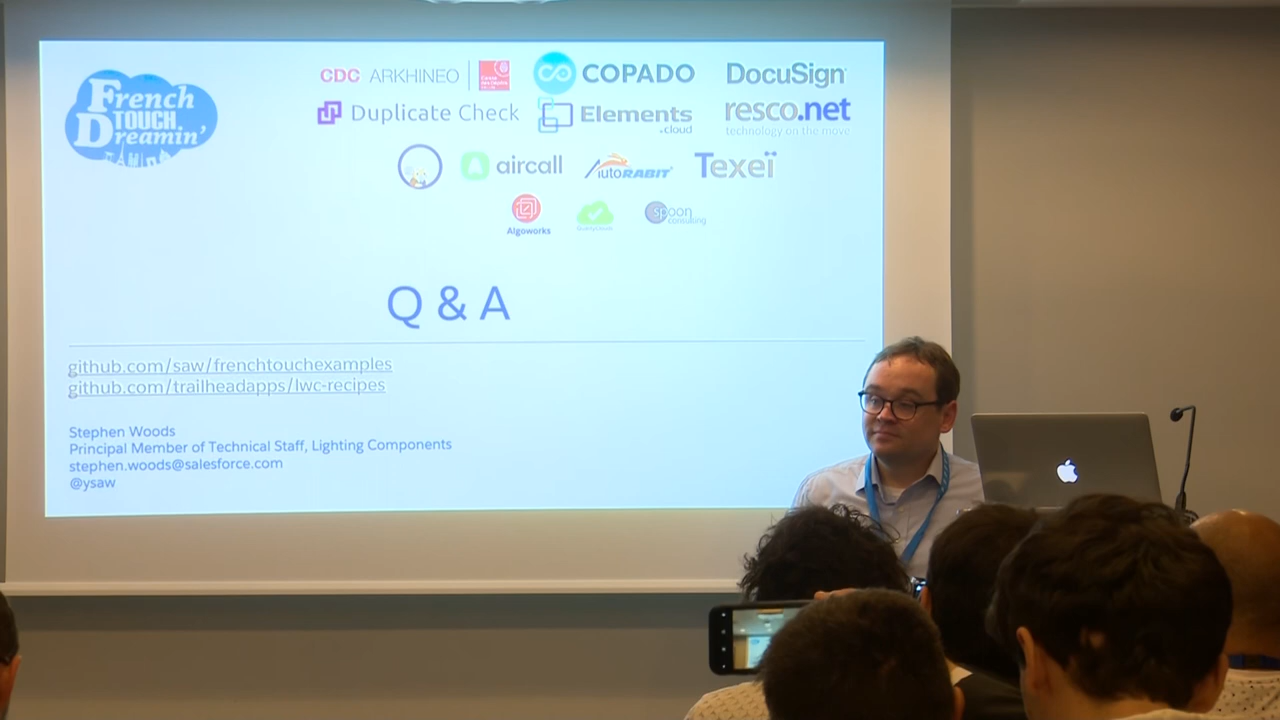 French
TOUCH
Dreamin'
CDC ARKHINEO
COPADO
DocuSign
Duplicate Check
Elements
.cloud
resco.net
technology on the move
aircall
AutoRABIT
Texeï
Algoworks
spoon
consulting
Q & A
github.com/saw/frenchtouchexamples
github.com/trailheadapps/lwc-recipes
Stephen Woods
Principal Member of Technical Staff, Lighting Components
stephen.woods@salesforce.com
@ysaw